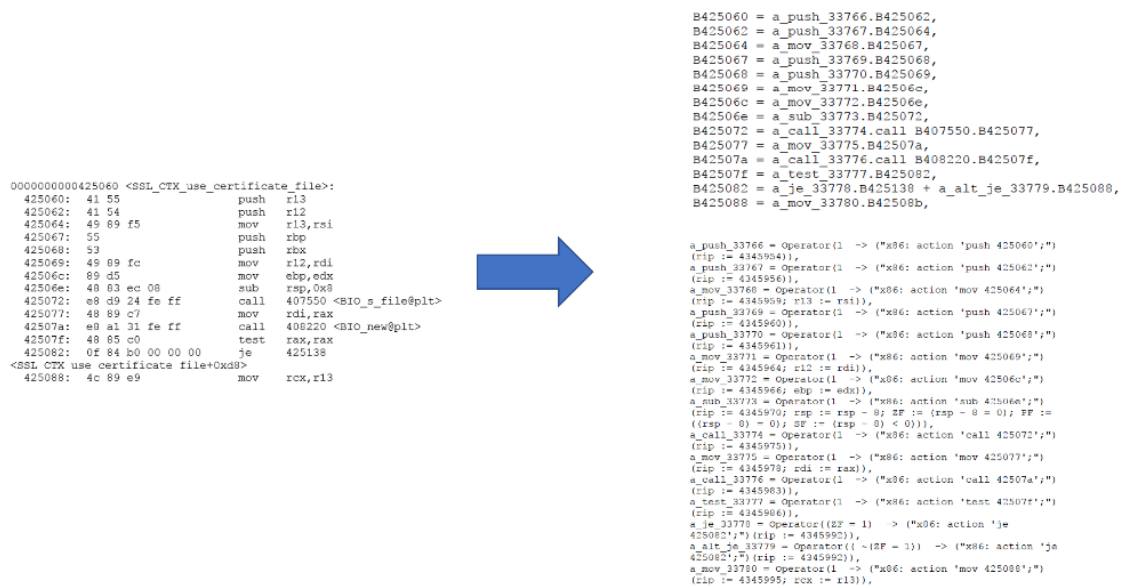 0000000000425060 <SSL_CTX_use_certificate_file>:
425060: 41 55 push r13
425062: 41 54 push r12
425064: 49 89 f5 mov r13,rsi
425067: 55 push rbp
425068: 53 push rbx
425069: 49 89 fc mov r12,rdi
42506c: 89 d5 mov ebp,edx
42506e: 48 83 ec 08 sub rsp,0x8
425072: e8 d9 24 fe ff call 407550 <BIO_s_file@plt>
425077: 48 89 c7 mov rdi,rax
42507a: e8 a1 31 fe ff call 408220 <BIO_new@plt>
42507f: 48 85 c0 test rax,rax
425082: 0f 84 b0 00 00 00 je 425138
<SSL_CTX_use_certificate_file+0xd8>
425088: 4c 89 e9 mov rcx,r13
B425060 = a_push_33766.B425062,
B425062 = a_push_33767.B425064,
B425064 = a_mov_33768.B425067,
B425067 = a_push_33769.B425068,
B425068 = a_push_33770.B425069,
B425069 = a_mov_33771.B42506c,
B42506c = a_mov_33772.B42506e,
B42506e = a_sub_33773.B425072,
B425072 = a_call_33774.call B407550.B425077,
B425077 = a_mov_33775.B42507a,
B42507a = a_call_33776.call B408220.B42507f,
B42507f = a_test_33777.B425082,
B425082 = a_je_33778.B425138 + a_alt_je_33779.B425088,
B425088 = a_mov_33780.B42508b,
a_push_33766 = Operator(1 -> ("x86: action 'push 425060';")
(rip := 4345954)),
a_push_33767 = Operator(1 -> ("x86: action 'push 425062';")
(rip := 4345956)),
a_mov_33768 = Operator(1 -> ("x86: action 'mov 425064';")
(rip := 4345959; r13 := rsi)),
a_push_33769 = Operator(1 -> ("x86: action 'push 425067';")
(rip := 4345960)),
a_push_33770 = Operator(1 -> ("x86: action 'push 425068';")
(rip := 4345961)),
a_mov_33771 = Operator(1 -> ("x86: action 'mov 425069';")
(rip := 4345964; r12 := rdi)),
a_mov_33772 = Operator(1 -> ("x86: action 'mov 42506c';")
(rip := 4345966; ebp := edx)),
a_sub_33773 = Operator(1 -> ("x86: action 'sub 42506e';")
(rip := 4345970; rsp := rsp - 8; ZF := (rsp - 8 = 0); PF :=
((rsp - 8) = 0); SF := (rsp - 8) < 0))),
a_call_33774 = Operator(1 -> ("x86: action 'call 425072';")
(rip := 4345975)),
a_mov_33775 = Operator(1 -> ("x86: action 'mov 425077';")
(rip := 4345978; rdi := rax)),
a_call_33776 = Operator(1 -> ("x86: action 'call 42507a';")
(rip := 4345983)),
a_test_33777 = Operator(1 -> ("x86: action 'test 42507f';")
(rip := 4345986)),
a_je_33778 = Operator((ZF = 1) -> ("x86: action 'je
425082';")(rip := 4345992)),
a_alt_je_33779 = Operator(( ~(ZF = 1)) -> ("x86: action 'je
425082';")(rip := 4345992)),
a_mov_33780 = Operator(1 -> ("x86: action 'mov 425088';")
(rip := 4345995; rcx := r13)),